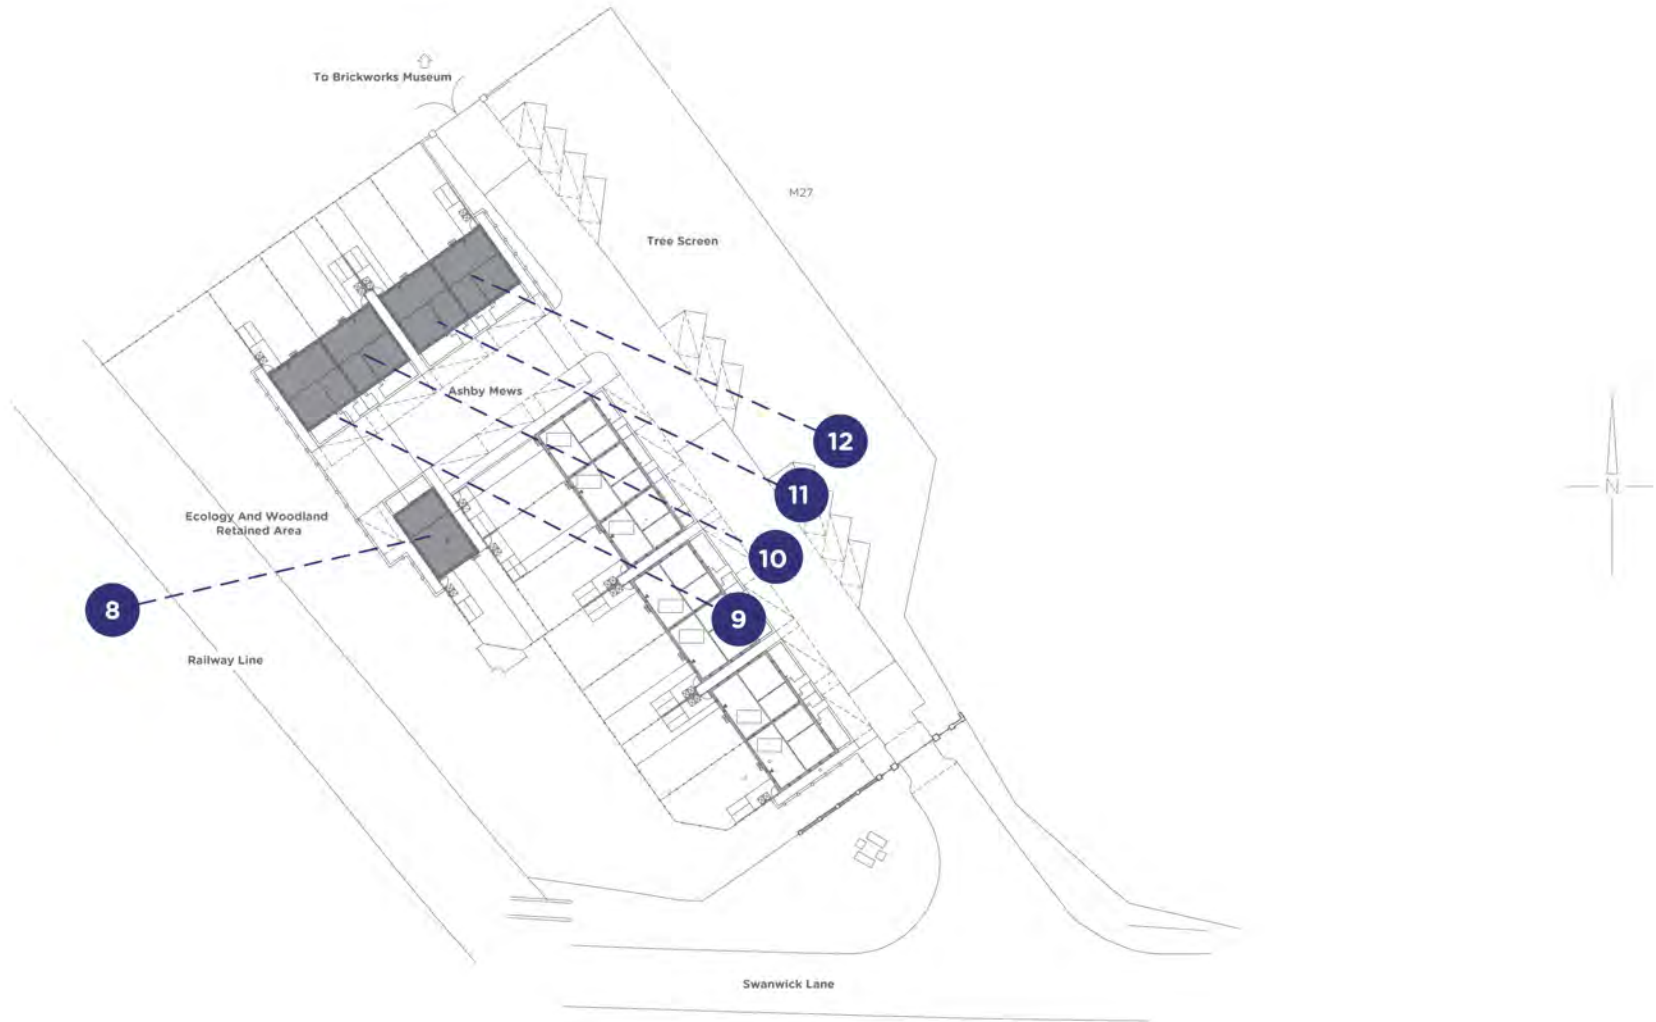 To Brickworks Museum
M27
Tree Screen
Ashby Mews
12
11
Ecology And Woodland
Retained Area
10
8
9
Railway Line
N
Swanwick Lane